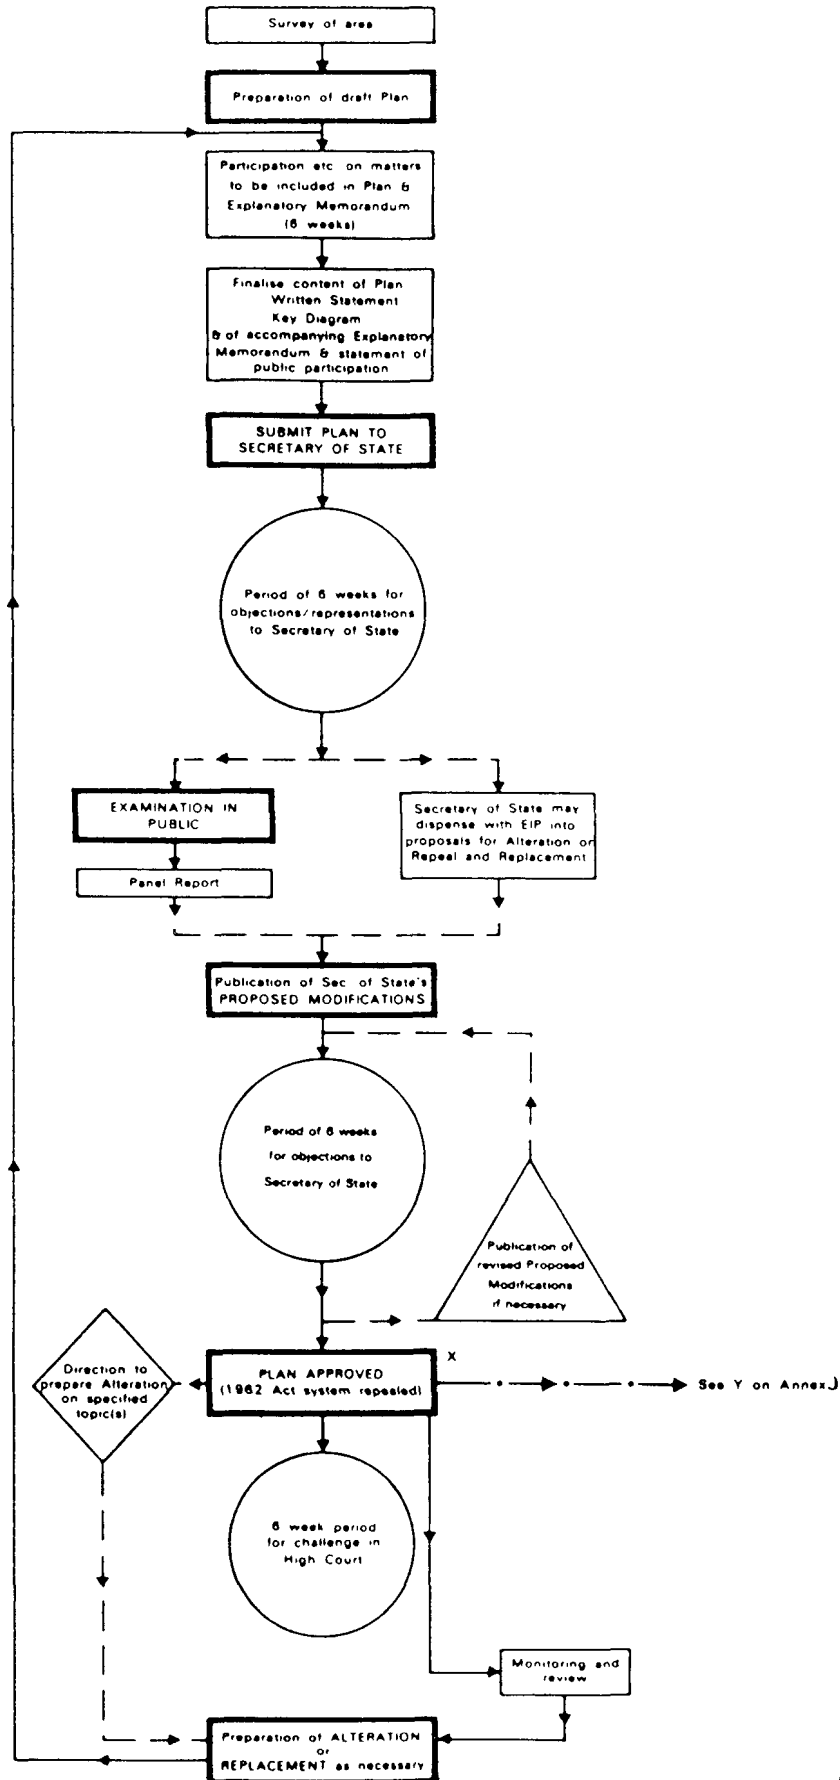 Survey of area
Preparation of draft Plan
Participation etc on matters
to be included in Plan &
Explanatory Memorandum
(6 weeks)
Finalise content of Plan
Written Statement
Key Diagram
& of accompanying Explanatory
Memorandum & statement of
public participation
SUBMIT PLAN TO
SECRETARY OF STATE
Period of 6 weeks for
objections/representations
to Secretary of State
EXAMINATION IN
PUBLIC
Panel Report
Secretary of State may
dispense with EIP into
proposals for Alteration or
Repeal and Replacement
Publication of Sec of State's
PROPOSED MODIFICATIONS
Period of 6 weeks
for objections to
Secretary of State
Publication of
revised Proposed
Modifications
if necessary
Direction to
prepare Alteration
on specified
topic(s)
PLAN APPROVED
(1962 Act system repealed)
X
See Y on Annex J
6 week period
for challenge in
High Court
Monitoring and
review
Preparation of ALTERATION
or
REPLACEMENT as necessary